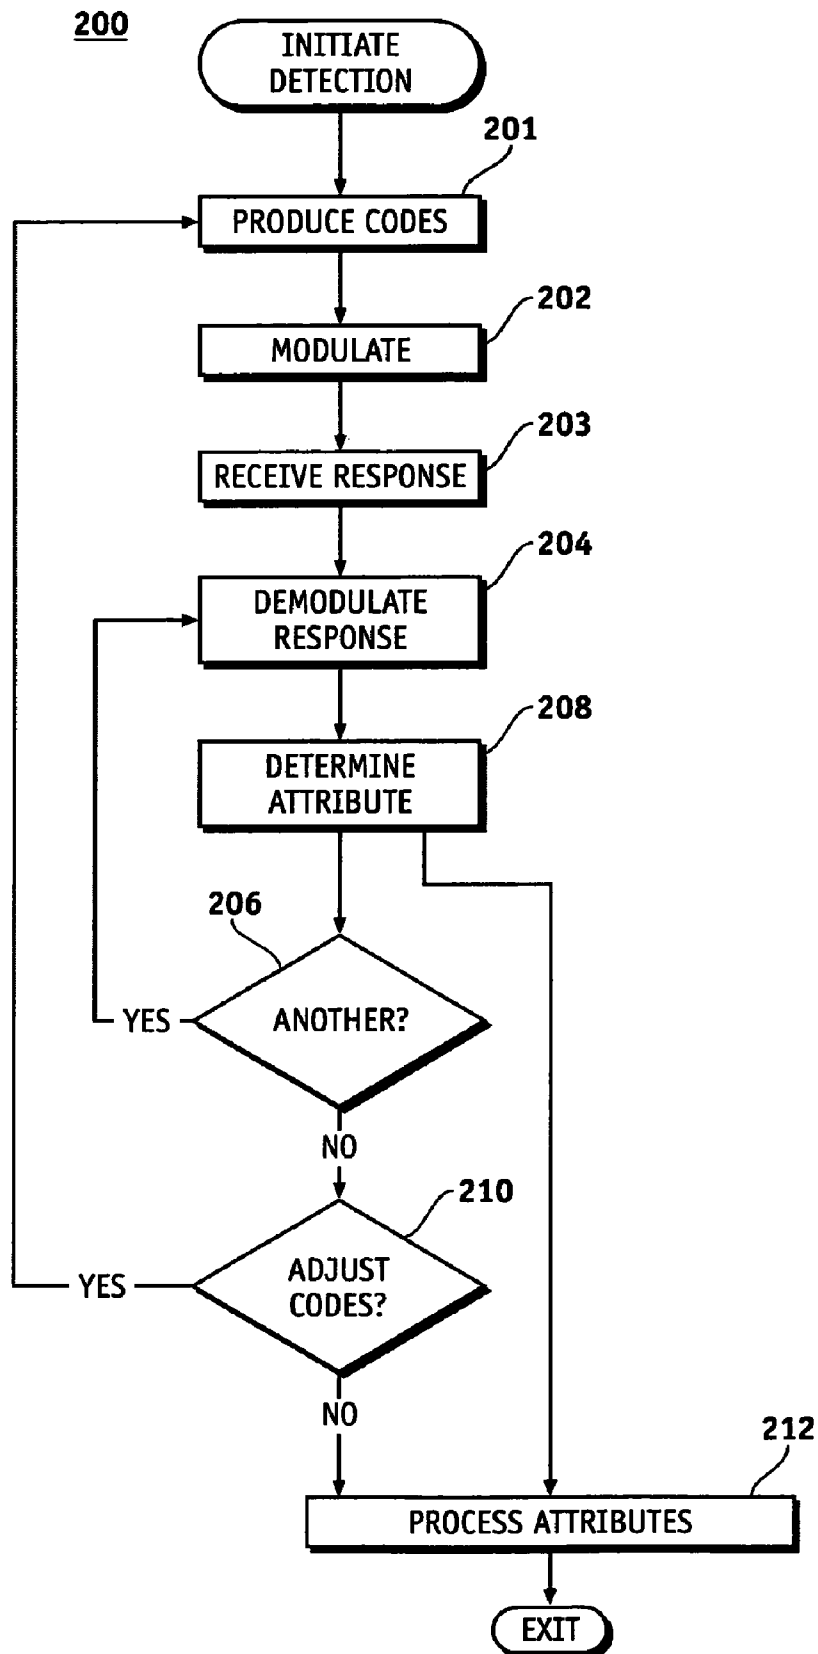 200
INITIATE
DETECTION
201
PRODUCE CODES
202
MODULATE
203
RECEIVE RESPONSE
204
DEMODULATE
RESPONSE
208
DETERMINE
ATTRIBUTE
206
ANOTHER?
YES
NO
210
ADJUST
CODES?
YES
NO
212
PROCESS ATTRIBUTES
EXIT